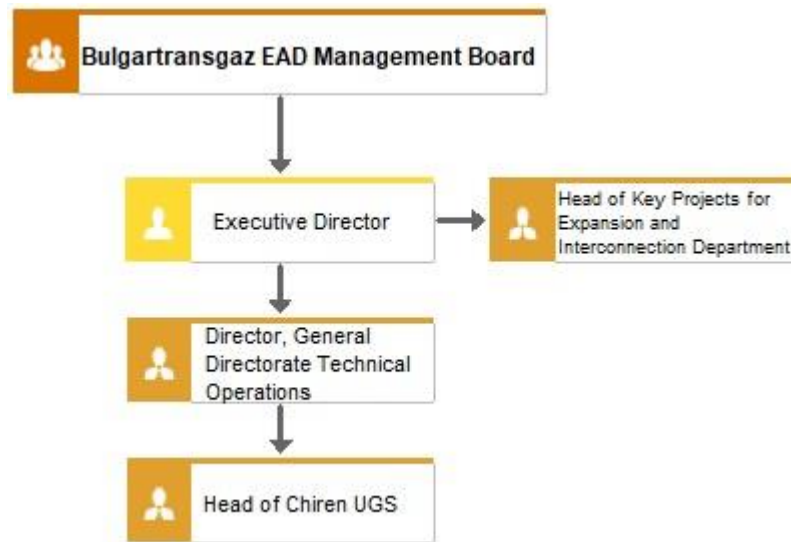 Bulgartransgaz EAD Management Board
Executive Director
Head of Key Projects for
Expansion and
Interconnection Department
Director, General
Directorate Technical
Operations
Head of Chiren UGS